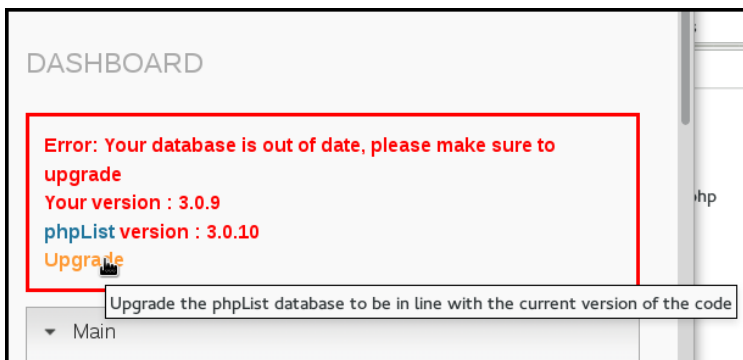 DASHBOARD
Error: Your database is out of date, please make sure to
upgrade
Your version : 3.0.9
phpList version : 3.0.10
Upgrade
Upgrade the phpList database to be in line with the current version of the code
Main